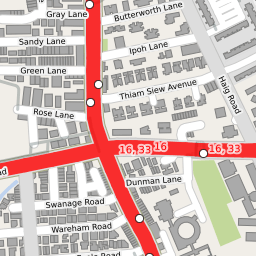 Gray Lane
Butterworth Lane
Sandy Lane
Ipoh Lane
Green Lane
Haig Road
Thiam Siew Avenue
Rose Lane
16, 33
16
16, 33
Dunman Lane
Swanage Road
Wareham Road
Road